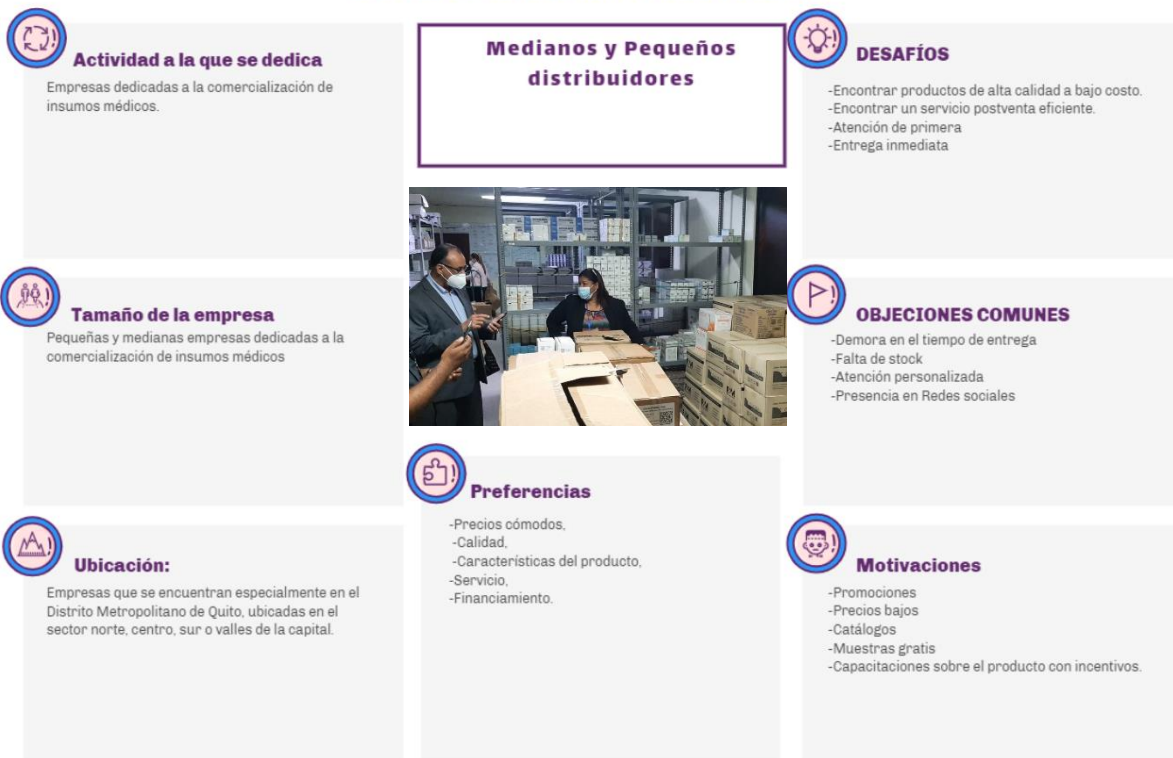 Actividad a la que se dedica
Empresas dedicadas a la comercialización de
insumos médicos.
Medianos y Pequeños
distribuidores
DESAFÍOS
-Encontrar productos de alta calidad a bajo costo.
-Encontrar un servicio postventa eficiente.
-Atención de primera
-Entrega inmediata
Tamaño de la empresa
Pequeñas y medianas empresas dedicadas a la
comercialización de insumos médicos
OBJECIONES COMUNES
-Demora en el tiempo de entrega
-Falta de stock
-Atención personalizada
-Presencia en Redes sociales
Ubicación:
Empresas que se encuentran especialmente en el
Distrito Metropolitano de Quito, ubicadas en el
sector norte, centro, sur o valles de la capital.
Preferencias
-Precios cómodos,
-Calidad,
-Características del producto,
-Servicio,
-Financiamiento.
Motivaciones
-Promociones
-Precios bajos
-Catálogos
-Muestras gratis
-Capacitaciones sobre el producto con incentivos.